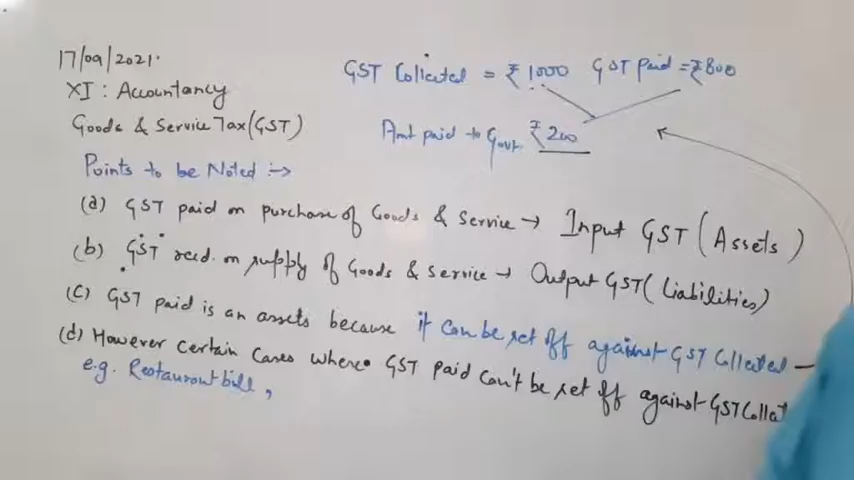 17/09/2021.
XI : Accountancy
Goods & Service Tax (GST)
GST Collected = ₹1000 GST paid = ₹800
Amt paid to Govt. ₹200
Points to be Noted :→
(a) GST paid on purchase of Goods & Service → Input GST (Assets)
(b) GST recd. on supply of Goods & Service → Output GST (Liabilities)
(c) GST paid is an assets because it can be set off against GST Collected —
(d) However certain Cases where GST paid can't be set off against GST Collect
e.g. Restaurant bill,